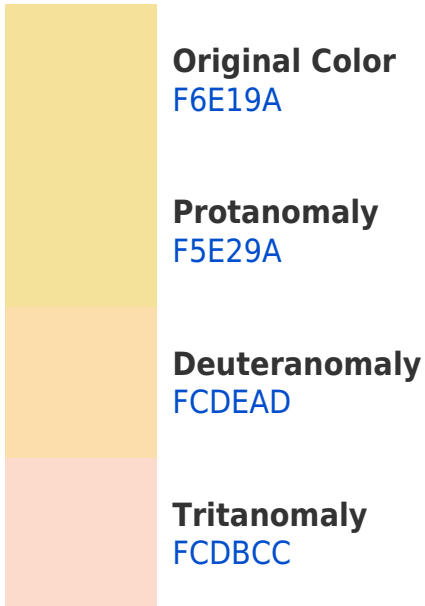 Original Color
F6E19A
Protanomaly
F5E29A
Deuteranomaly
FCDEAD
Tritanomaly
FCDBCC